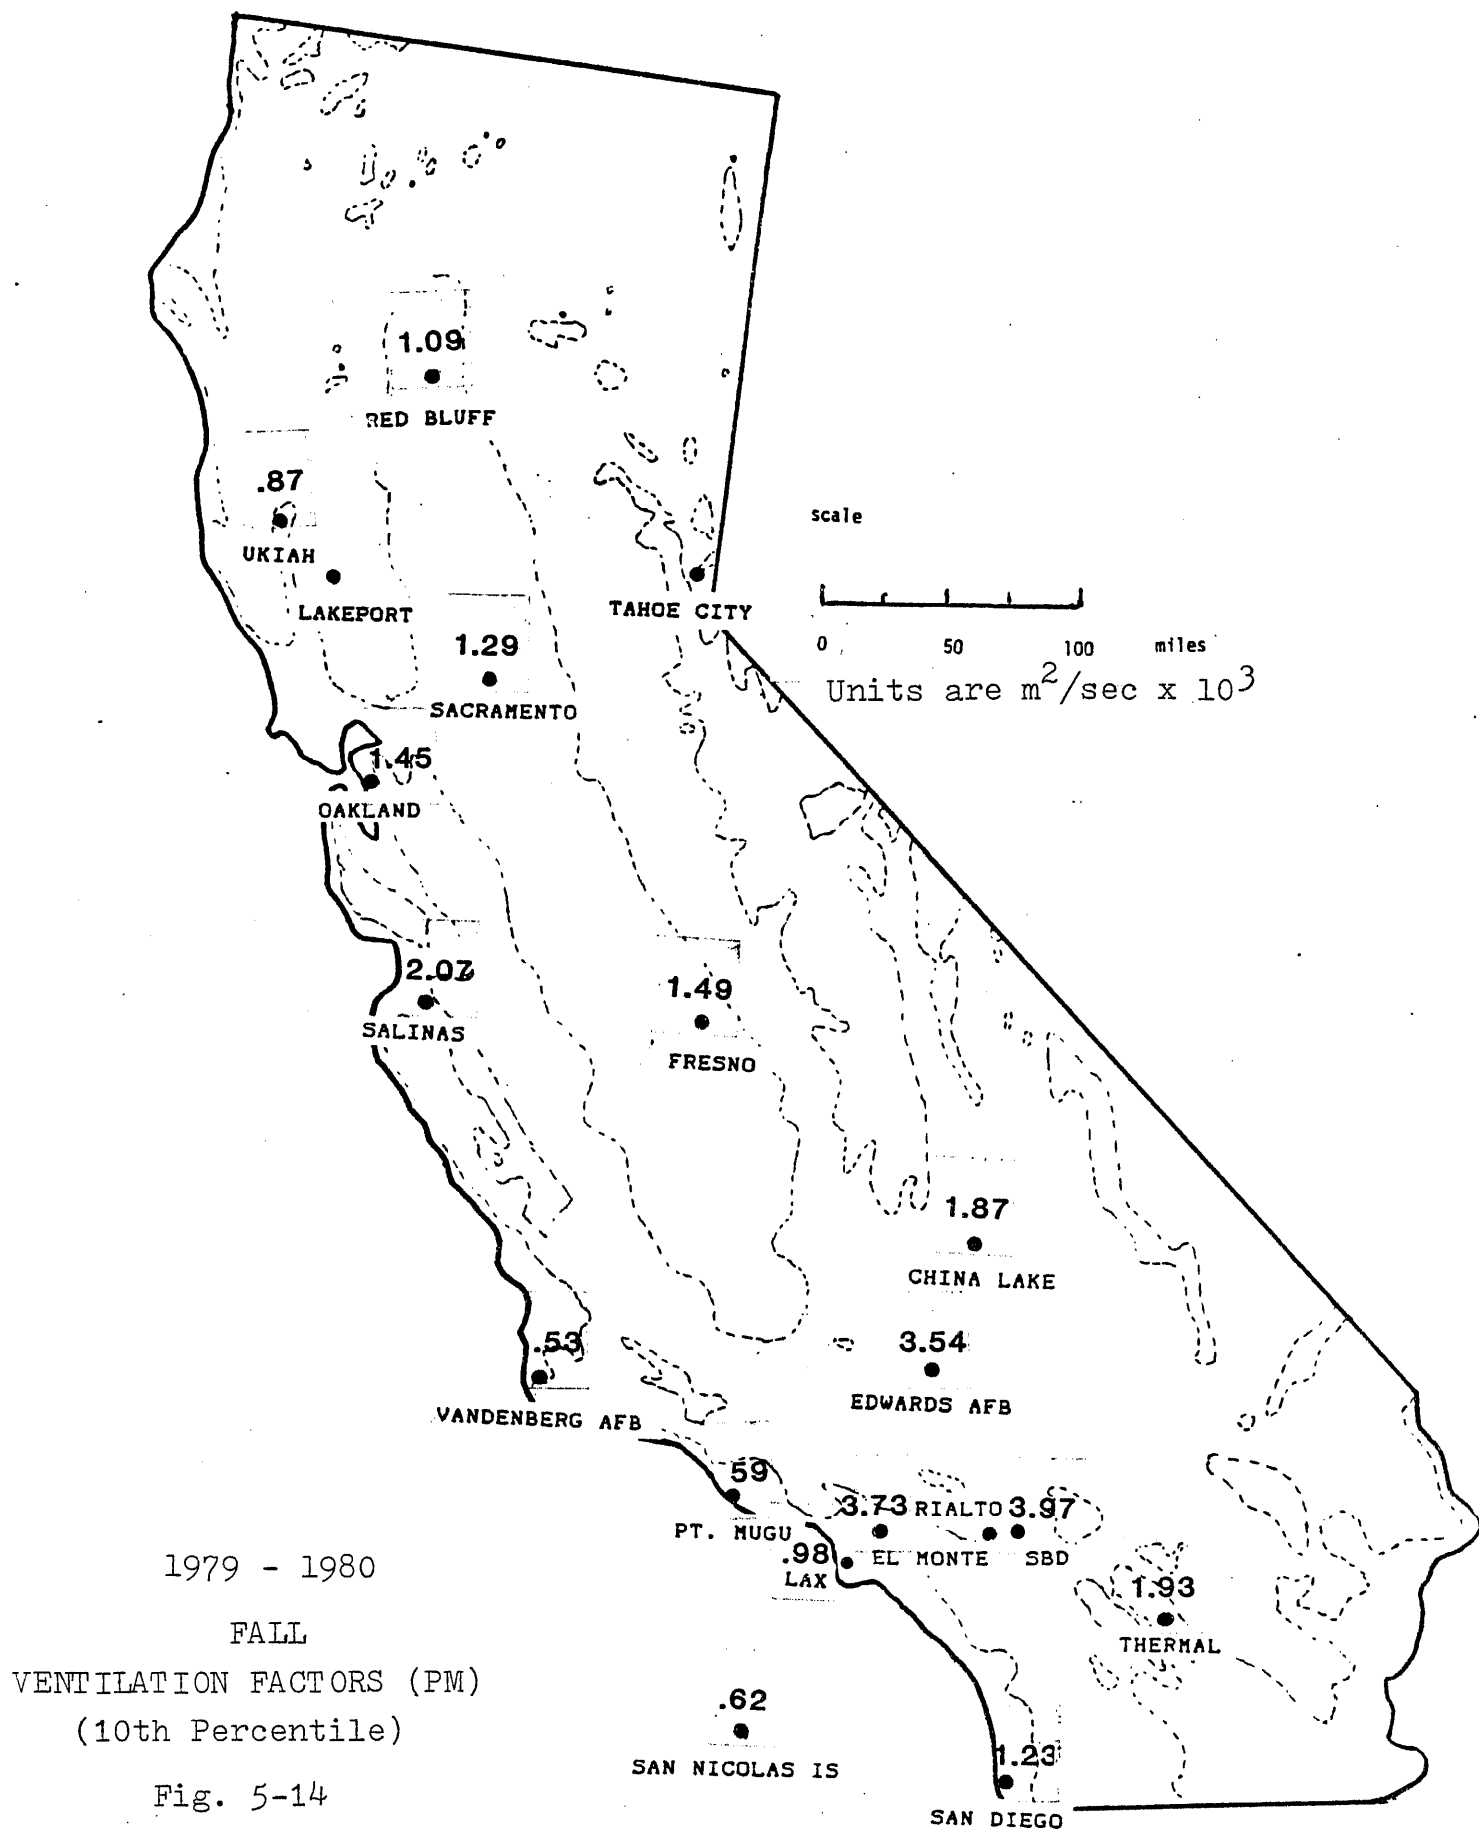 1.09
RED BLUFF
.87
UKIAH
LAKEPORT
scale
TAHOE CITY
0 50 100 miles
Units are m²/sec x 10³
1.29
SACRAMENTO
1.45
OAKLAND
2.07
SALINAS
1.49
FRESNO
1.87
CHINA LAKE
.53
VANDENBERG AFB
3.54
EDWARDS AFB
59
PT. MUGU
3.73 RIALTO 3.97
EL MONTE SBD
.98
LAX
1.93
THERMAL
.62
SAN NICOLAS IS
1.23
SAN DIEGO
1979 - 1980
FALL
VENTILATION FACTORS (PM)
(10th Percentile)
Fig. 5-14